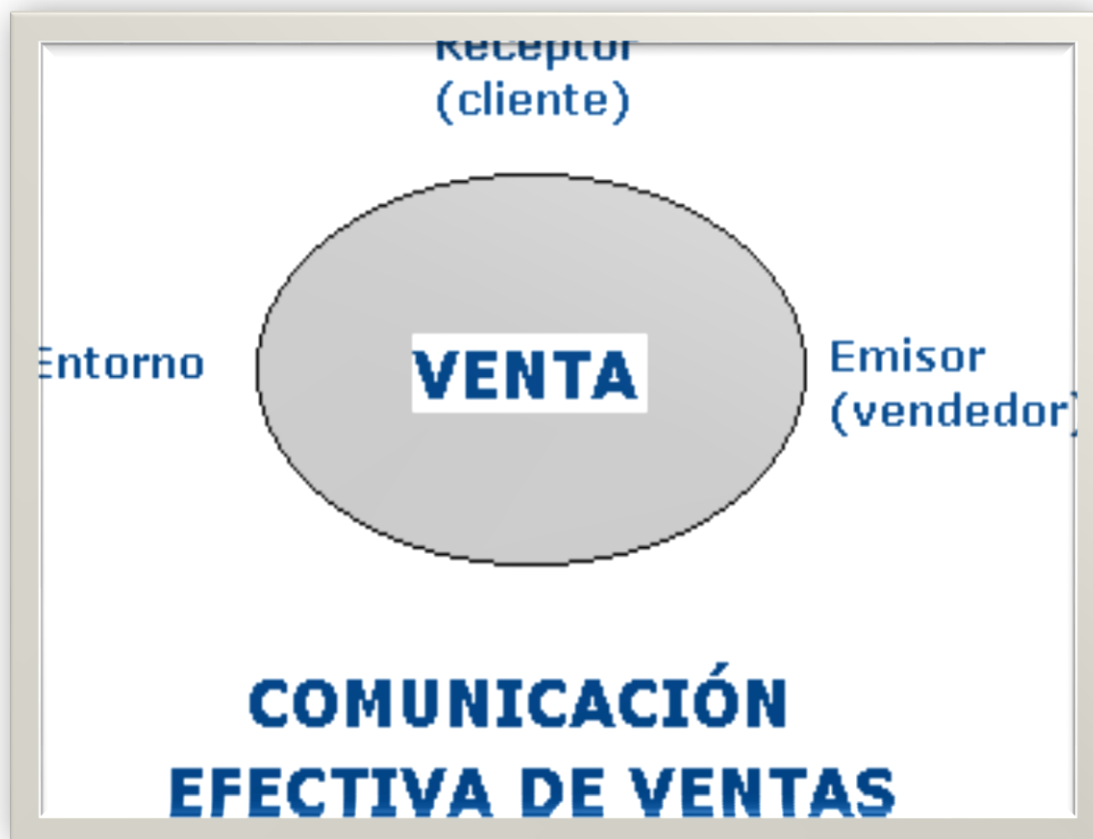 Receptor
(cliente)
Entorno
VENTA
Emisor
(vendedor)
COMUNICACIÓN
EFECTIVA DE VENTAS